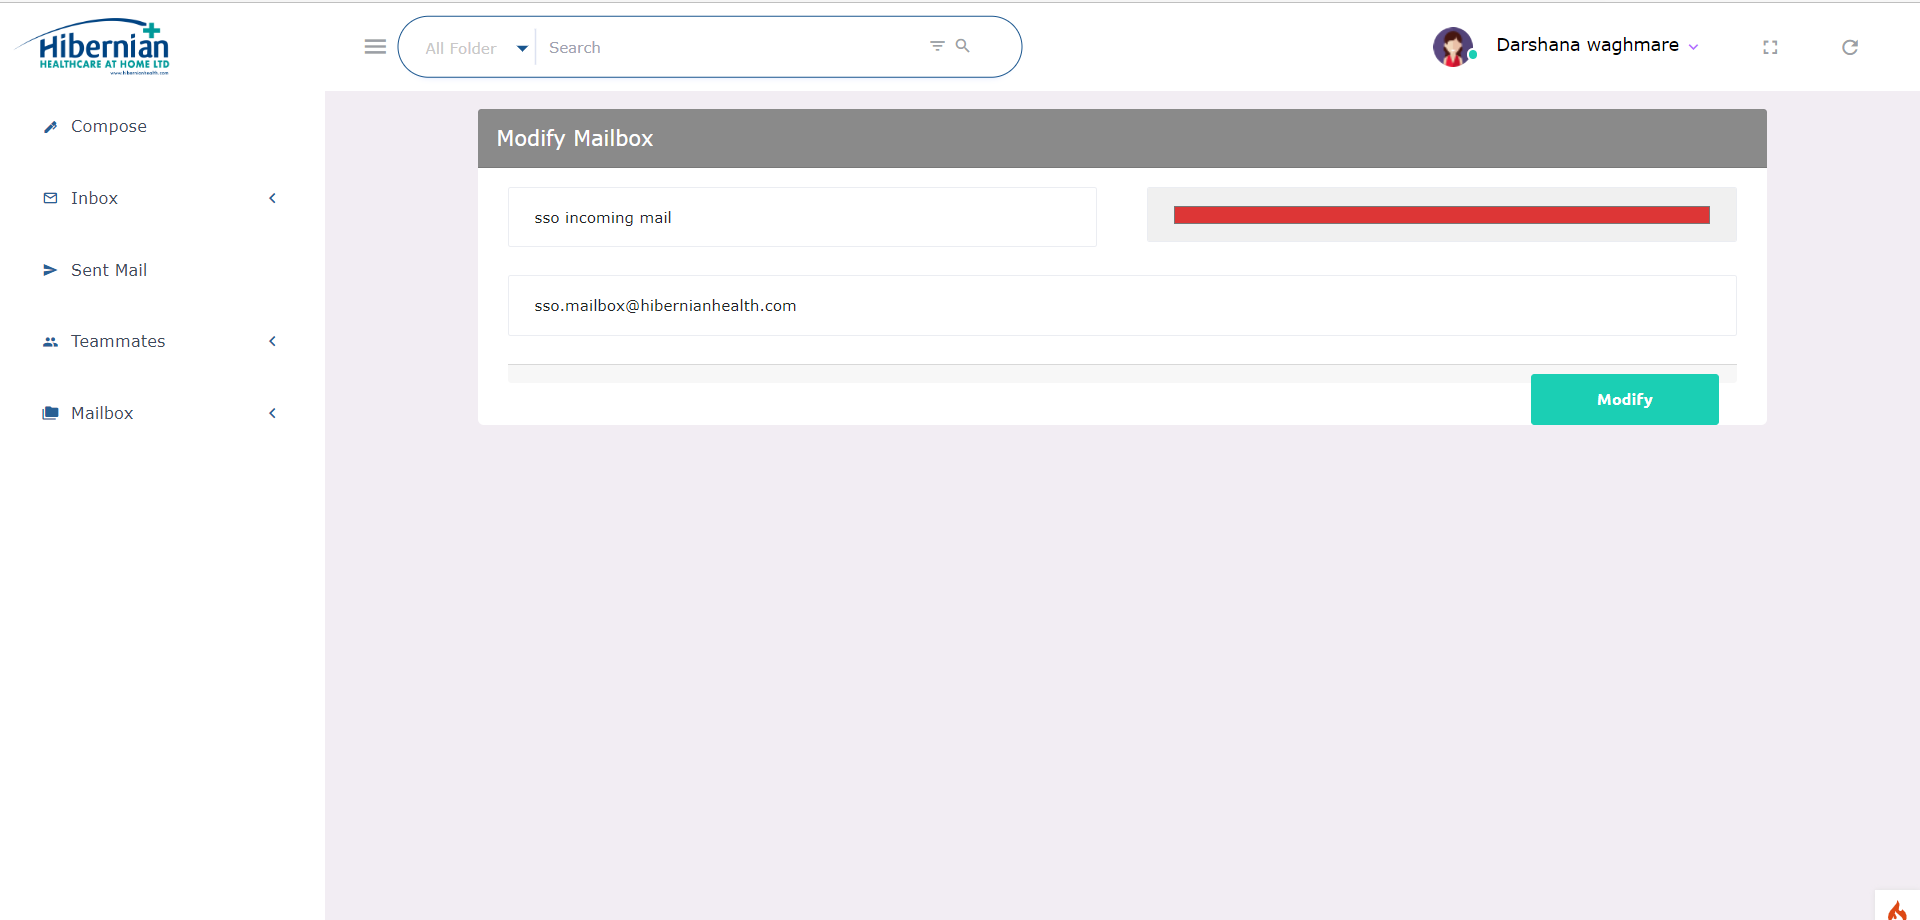 Hibernian
HEALTHCARE AT HOME LTD
www.hibernianhealth.com
All Folder
Search
Darshana waghmare
Compose
Inbox
Sent Mail
Teammates
Mailbox
Modify Mailbox
sso incoming mail
sso.mailbox@hibernianhealth.com
Modify